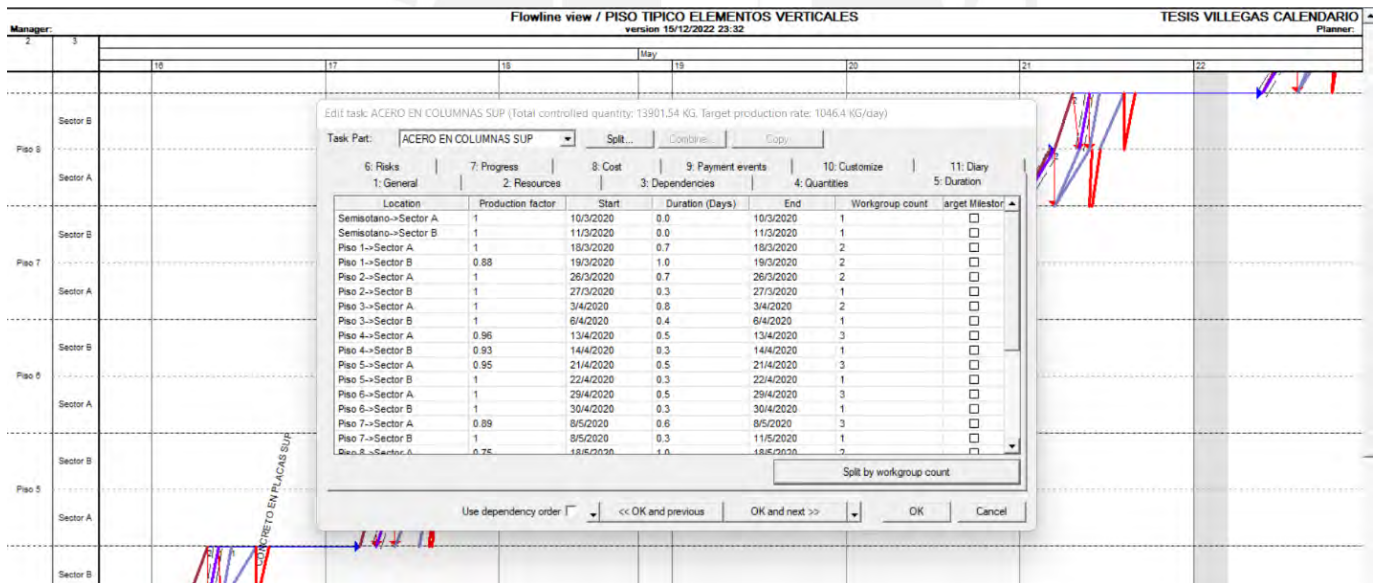 Flowline view / PISO TIPICO ELEMENTOS VERTICALES
TESIS VILLEGAS CALENDARIO
Manager:
version 15/12/2022 23:32
Planner:
2 3
May
16 17 18 19 20 21 22
Edit task: ACERO EN COLUMNAS SUP (Total controlled quantity: 13901,54 KG, Target production rate: 1046.4 KG/day)
Task Part: ACERO EN COLUMNAS SUP Split... Combine... Copy
6: Risks 7: Progress 8: Cost 9: Payment events 10: Customize 11: Diary
1: General 2: Resources 3: Dependencies 4: Quantities 5: Duration
Location Production factor Start Duration (Days) End Workgroup count arget Mileston
Semisotano->Sector A 1 10/3/2020 0.0 10/3/2020 1
Semisotano->Sector B 1 11/3/2020 0.0 11/3/2020 1
Piso 1->Sector A 1 18/3/2020 0.7 18/3/2020 2
Piso 1->Sector B 0.88 19/3/2020 1.0 19/3/2020 2
Piso 2->Sector A 1 26/3/2020 0.7 26/3/2020 2
Piso 2->Sector B 1 27/3/2020 0.3 27/3/2020 1
Piso 3->Sector A 1 3/4/2020 0.8 3/4/2020 2
Piso 3->Sector B 1 6/4/2020 0.4 6/4/2020 1
Piso 4->Sector A 0.96 13/4/2020 0.5 13/4/2020 3
Piso 4->Sector B 0.93 14/4/2020 0.3 14/4/2020 1
Piso 5->Sector A 0.95 21/4/2020 0.5 21/4/2020 3
Piso 5->Sector B 1 22/4/2020 0.3 22/4/2020 1
Piso 6->Sector A 1 29/4/2020 0.5 29/4/2020 3
Piso 6->Sector B 1 30/4/2020 0.3 30/4/2020 1
Piso 7->Sector A 0.89 8/5/2020 0.6 8/5/2020 3
Piso 7->Sector B 1 8/5/2020 0.3 11/5/2020 1
Piso 8->Sector A 0.75 18/5/2020 1.0 18/5/2020
Split by workgroup count
Use dependency order << OK and previous OK and next >> OK Cancel
Sector B
Piso 8
Sector A
Sector B
Piso 7
Sector A
Sector B
Piso 6
Sector A
Sector B
Piso 5
Sector A
Sector B
CONCRETO EN PLACAS SUP